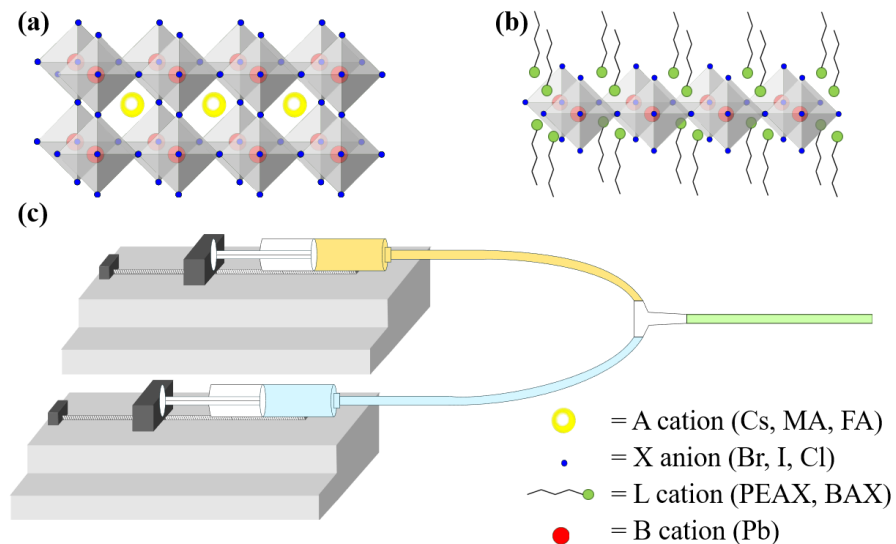 (a)
(b)
(c)
= A cation (Cs, MA, FA)
= X anion (Br, I, Cl)
= L cation (PEAX, BAX)
= B cation (Pb)